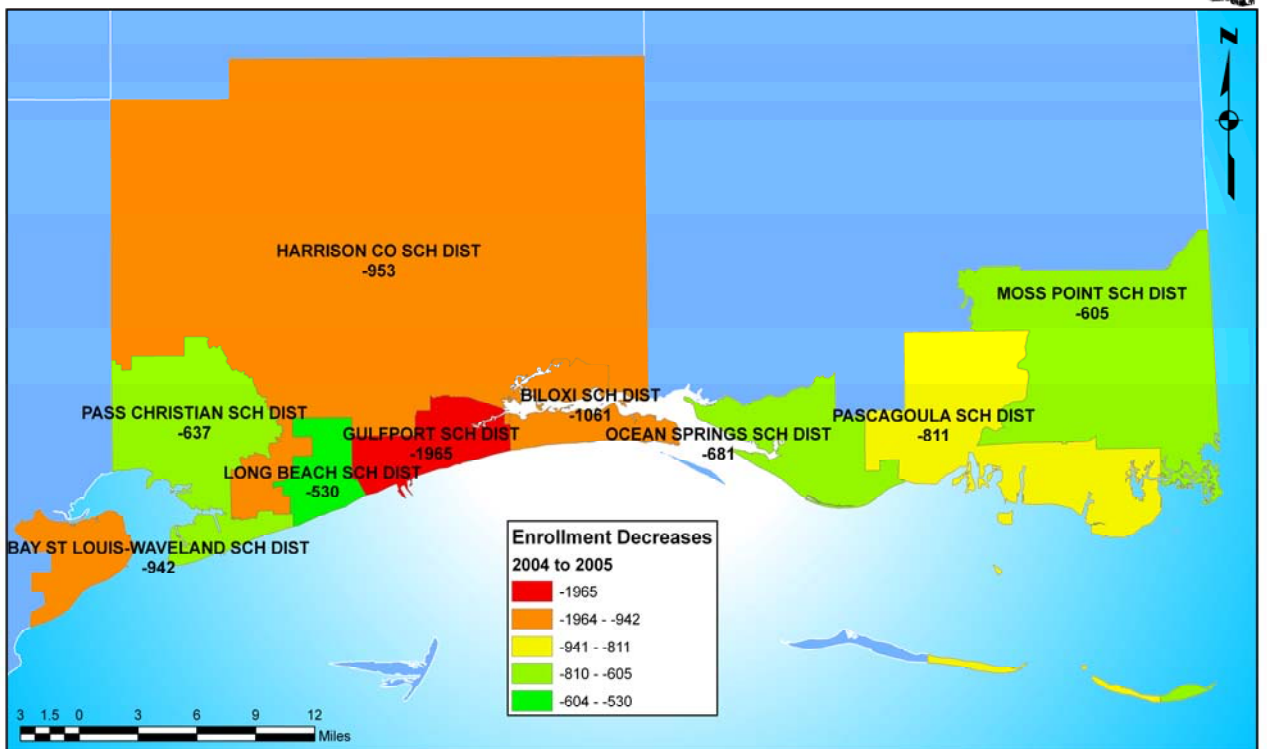 N
HARRISON CO SCH DIST
-953
MOSS POINT SCH DIST
-605
BILOXI SCH DIST
-1061
PASS CHRISTIAN SCH DIST
-637
GULFPORT SCH DIST
-1965
OCEAN SPRINGS SCH DIST
-681
PASCAGOULA SCH DIST
-811
LONG BEACH SCH DIST
-530
BAY ST LOUIS-WAVELAND SCH DIST
-942
Enrollment Decreases
2004 to 2005
-1965
-1964 - -942
-941 - -811
-810 - -605
-604 - -530
3 1.5 0 3 6 9 12
Miles